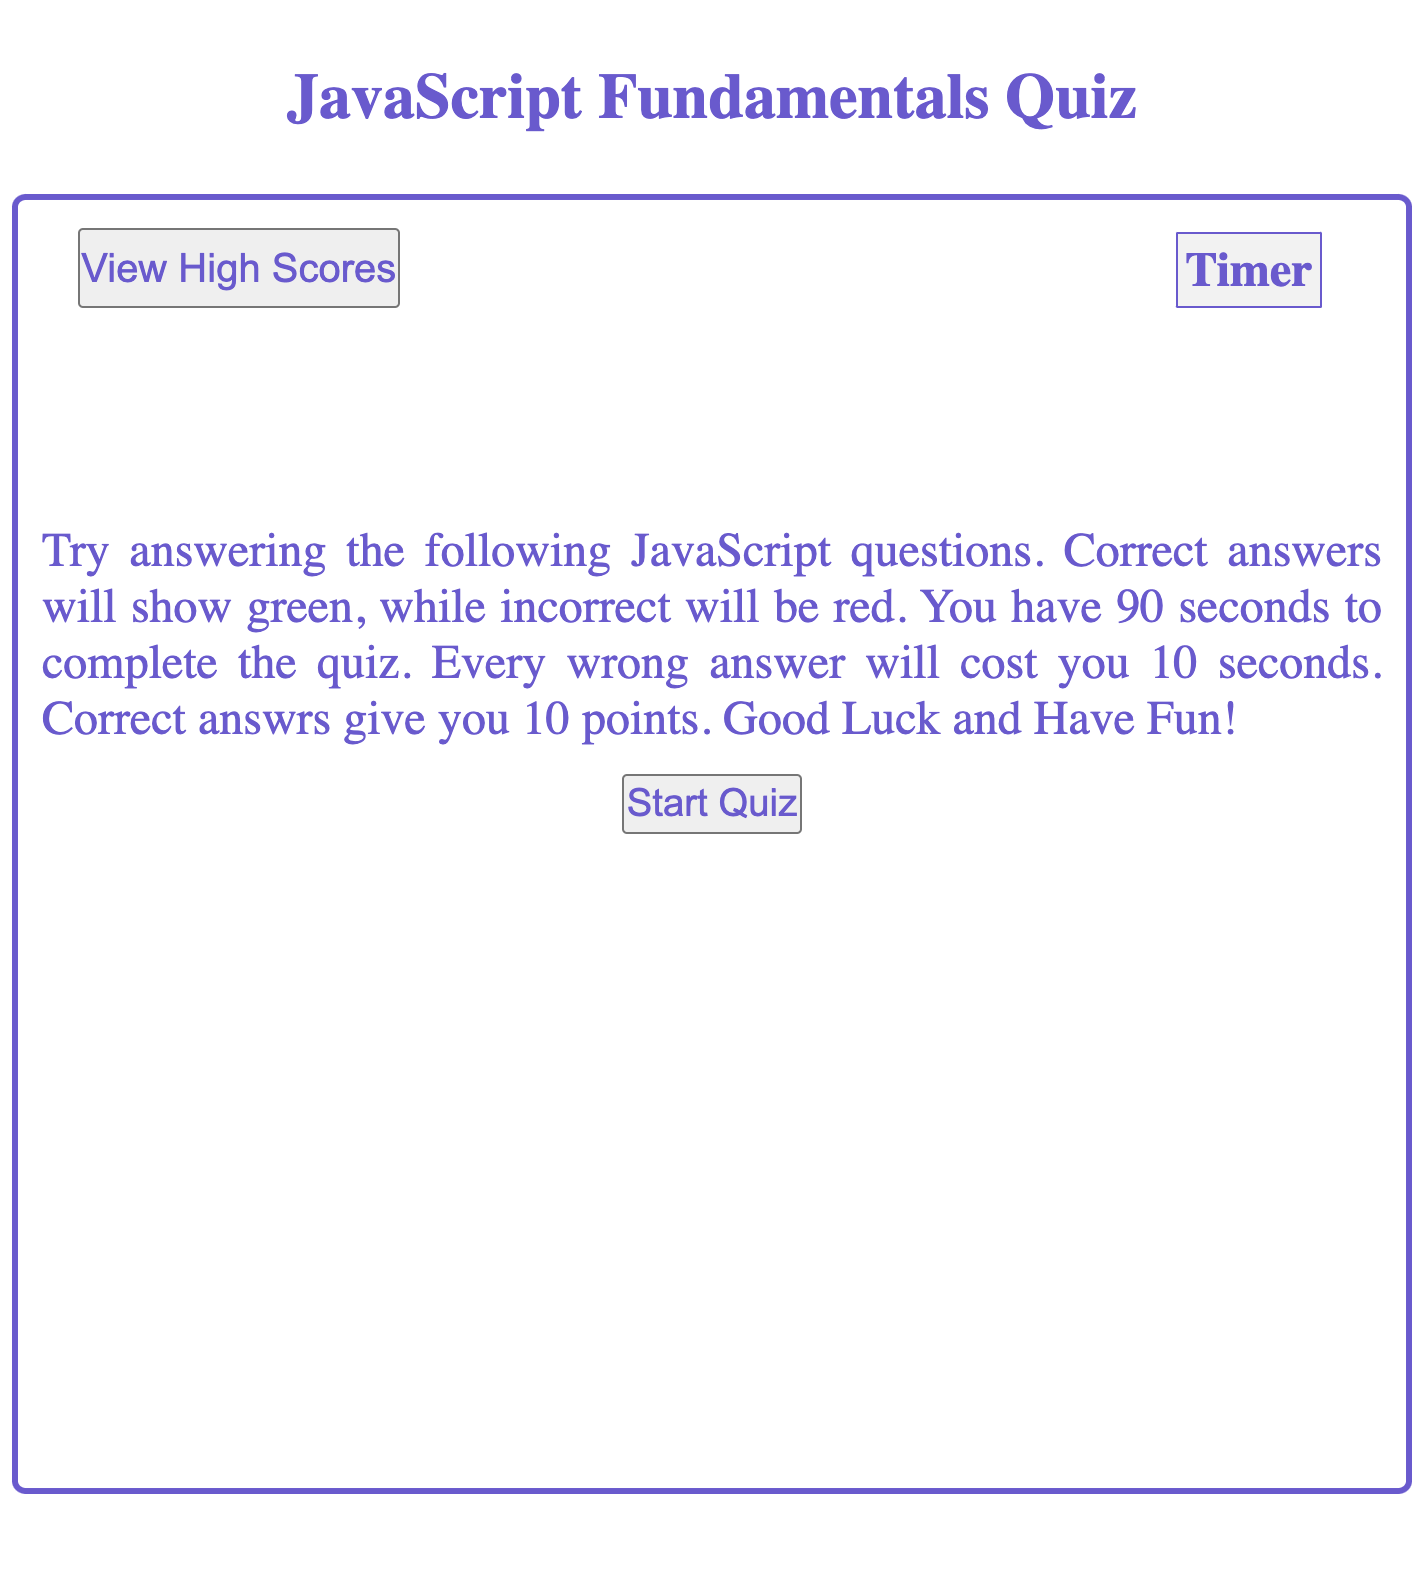 JavaScript Fundamentals Quiz
View High Scores
Timer
Try answering the following JavaScript questions. Correct answers
will show green, while incorrect will be red. You have 90 seconds to
complete the quiz. Every wrong answer will cost you 10 seconds.
Correct answrs give you 10 points. Good Luck and Have Fun!
Start Quiz